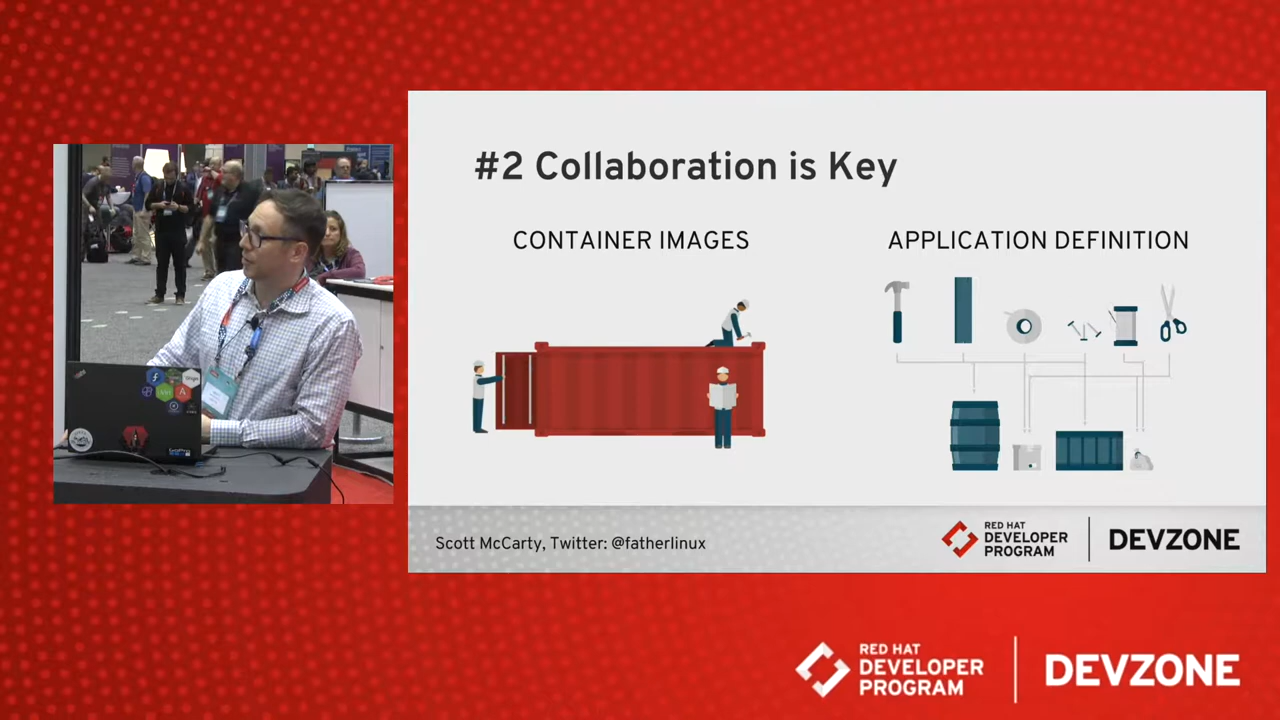 #2 Collaboration is Key
CONTAINER IMAGES
APPLICATION DEFINITION
Scott McCarty, Twitter: @fatherlinux
RED HAT
DEVELOPER
PROGRAM
DEVZONE
RED HAT
DEVELOPER
PROGRAM
DEVZONE